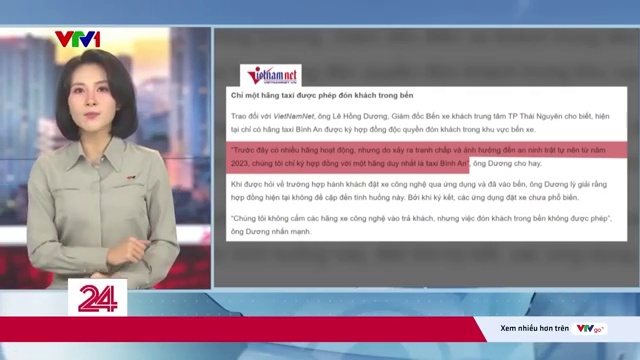 VTV1
vietnamnet
Chỉ một hãng taxi được phép đón khách trong bến
Trao đổi với VietNamNet, ông Lê Hồng Dương, Giám đốc Bến xe khách trung tâm TP Thái Nguyên cho biết, hiện
tại chỉ có hãng taxi Bình An được ký hợp đồng độc quyền đón khách trong khu vực bến xe.
"Trước đây có nhiều hãng hoạt động, nhưng do xảy ra tranh chấp và ảnh hưởng đến an ninh trật tự nên từ năm
2023, chúng tôi chỉ ký hợp đồng với một hãng duy nhất là taxi Bình An", ông Dương cho hay.
Khi được hỏi về trường hợp hành khách đặt xe công nghệ qua ứng dụng và đã vào bến, ông Dương lý giải rằng
hợp đồng hiện tại không đề cập đến tình huống này. Bởi khi ký kết, các ứng dụng đặt xe chưa phổ biến.
"Chúng tôi không cấm các hãng xe công nghệ vào trả khách, nhưng việc đón khách trong bến không được phép",
ông Dương nhấn mạnh.
24
Xem nhiều hơn trên
VTVgo